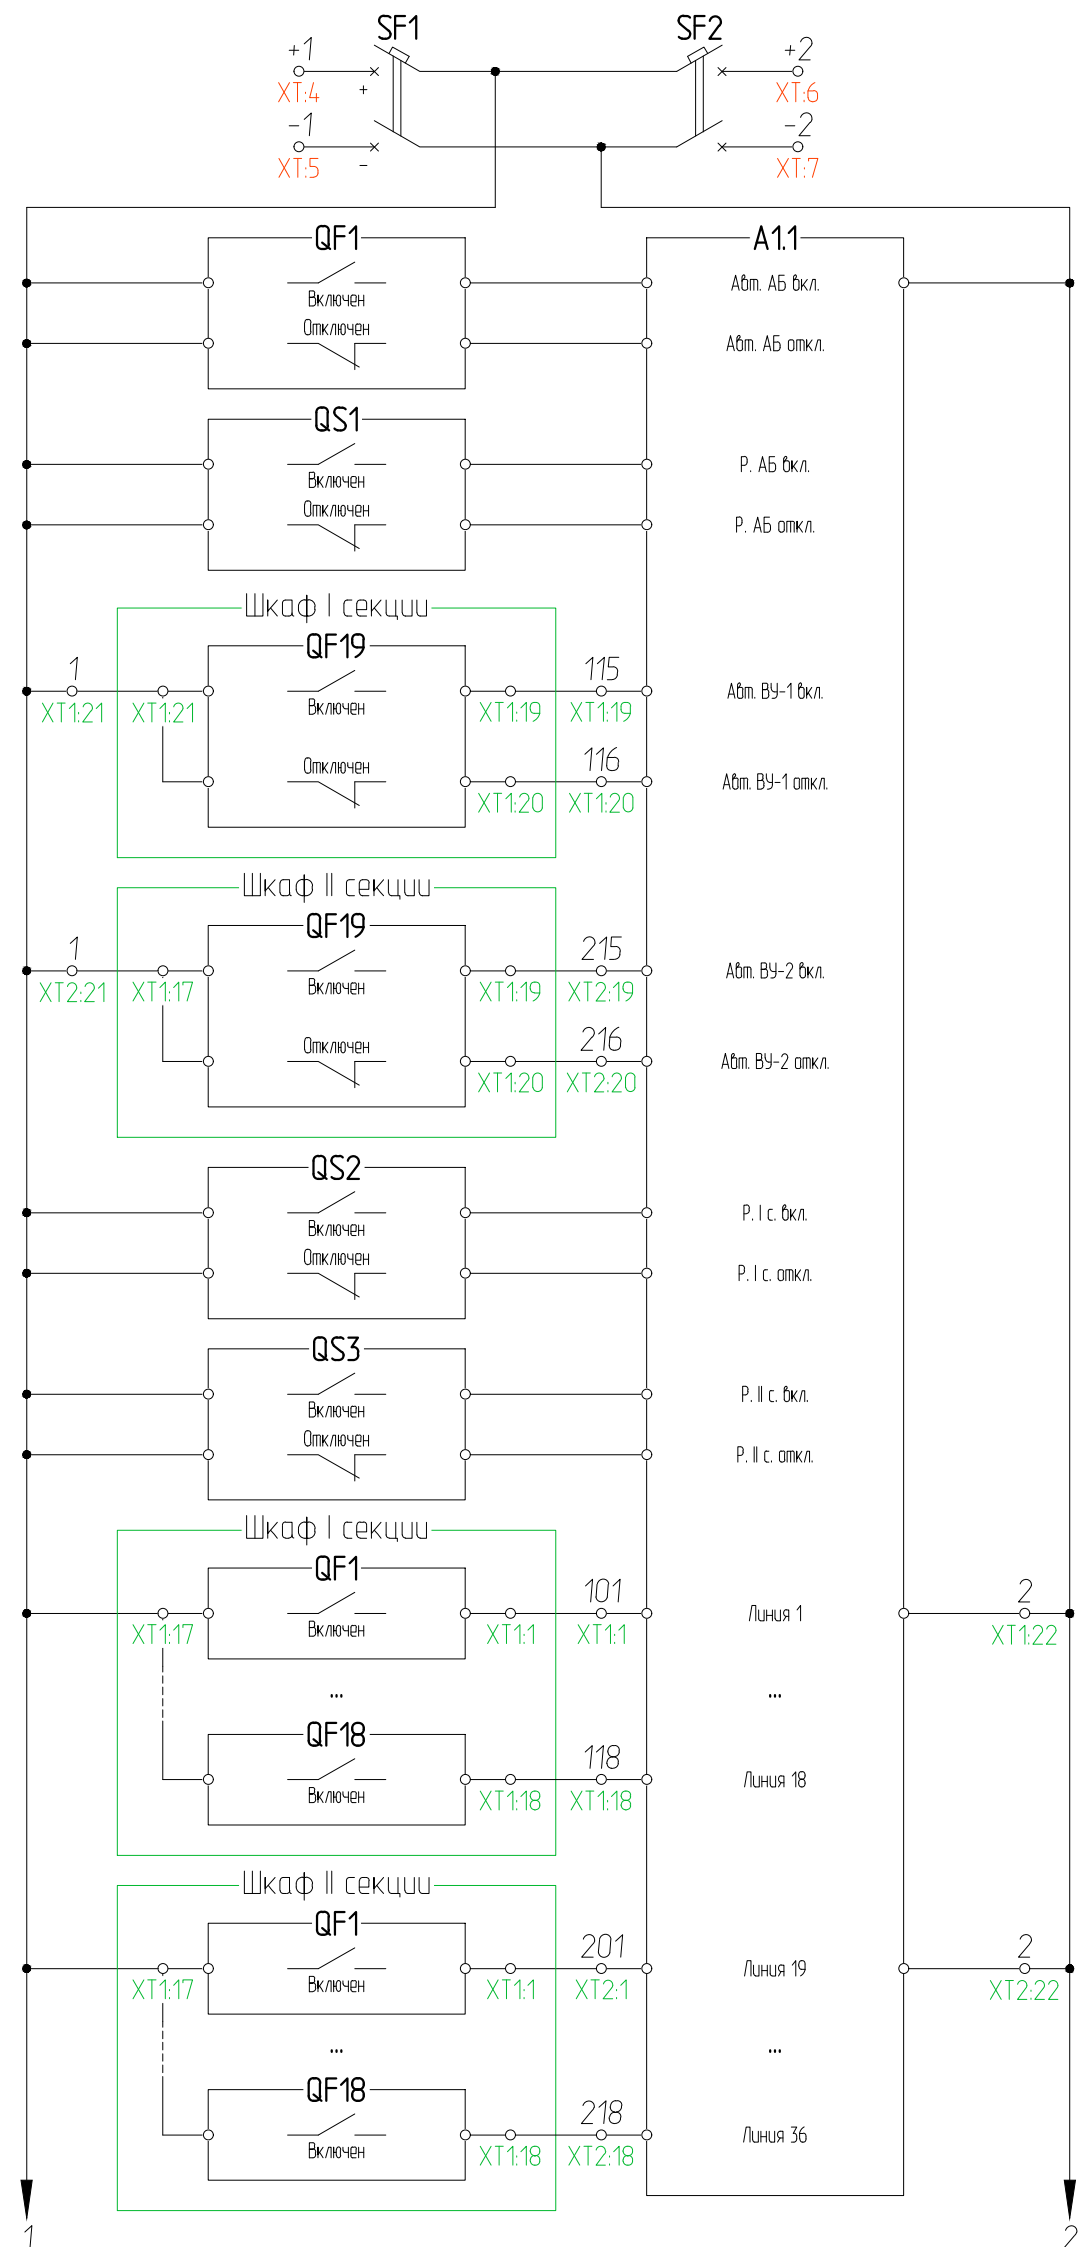 SF1 SF2
+1 +2
XT:4 + XT:6
-1 -2
XT:5 - XT:7
QF1 A1.1
Включен Авт. АБ вкл.
Отключен Авт. АБ откл.
QS1
Включен Р. АБ вкл.
Отключен Р. АБ откл.
Шкаф I секции
QF19
1 115
Включен Авт. ВУ-1 вкл.
XT1:21 XT1:21 XT1:19 XT1:19
116
Отключен Авт. ВУ-1 откл.
XT1:20 XT1:20
Шкаф II секции
QF19
1 215
Включен Авт. ВУ-2 вкл.
XT2:21 XT1:17 XT1:19 XT2:19
216
Отключен Авт. ВУ-2 откл.
XT1:20 XT2:20
QS2
Включен Р. I с. вкл.
Отключен Р. I с. откл.
QS3
Включен Р. II с. вкл.
Отключен Р. II с. откл.
Шкаф I секции
QF1
101 Линия 1 2
XT1:17 Включен XT1:1 XT1:1 XT1:22
... ...
QF18
118 Линия 18
Включен XT1:18 XT1:18
Шкаф II секции
QF1
201 Линия 19 2
XT1:17 Включен XT1:1 XT2:1 XT2:22
... ...
QF18
218 Линия 36
Включен XT1:18 XT2:18
1 2